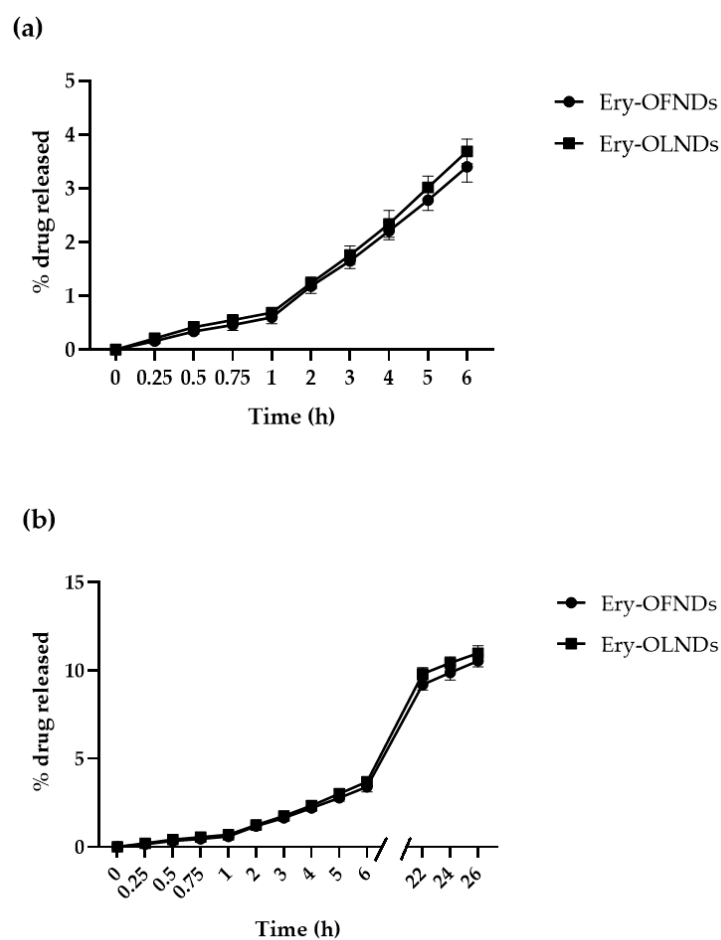 (a)
5
4
3
2
1
0
% drug released
0 0.25 0.5 0.75 1 2 3 4 5 6
Time (h)
Ery-OFNDs
Ery-OLNDs
(b)
15
10
5
0
% drug released
0 0.25 0.5 0.75 1 2 3 4 5 6 22 24 26
Time (h)
Ery-OFNDs
Ery-OLNDs